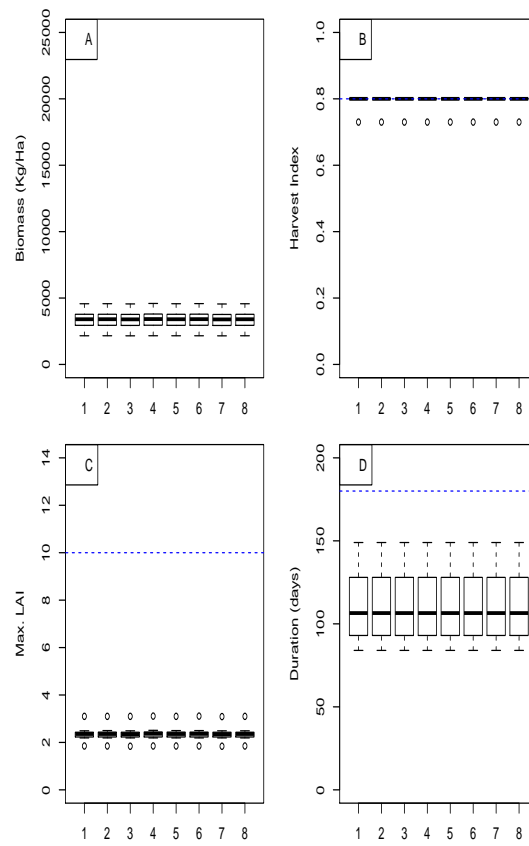 A
Biomass (Kg/Ha)
25000
20000
15000
10000
5000
0
1 2 3 4 5 6 7 8
B
Harvest Index
1.0
0.8
0.6
0.4
0.2
0.0
1 2 3 4 5 6 7 8
C
Max. LAI
14
12
10
8
6
4
2
0
1 2 3 4 5 6 7 8
D
Duration (days)
200
150
100
50
0
1 2 3 4 5 6 7 8